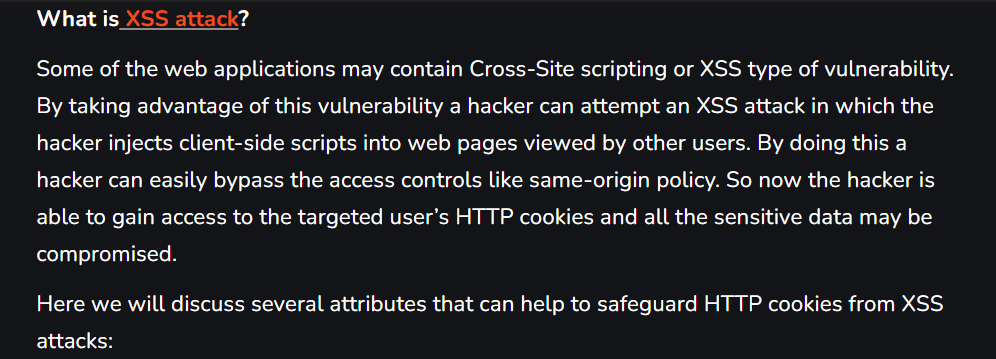 What is XSS attack?
Some of the web applications may contain Cross-Site scripting or XSS type of vulnerability.
By taking advantage of this vulnerability a hacker can attempt an XSS attack in which the
hacker injects client-side scripts into web pages viewed by other users. By doing this a
hacker can easily bypass the access controls like same-origin policy. So now the hacker is
able to gain access to the targeted user’s HTTP cookies and all the sensitive data may be
compromised.
Here we will discuss several attributes that can help to safeguard HTTP cookies from XSS
attacks: